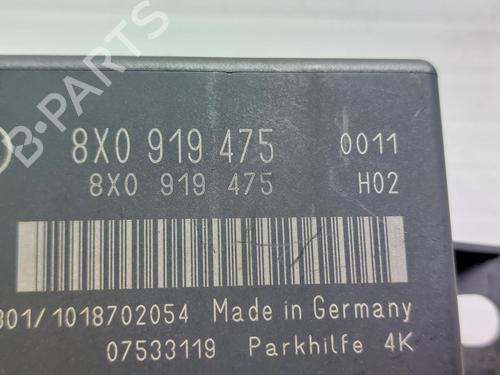 8X0 919 475 0011
8X0 919 475 H02
301/1018702054 Made in Germany
07533119 Parkhilfe 4K
B-PARTS